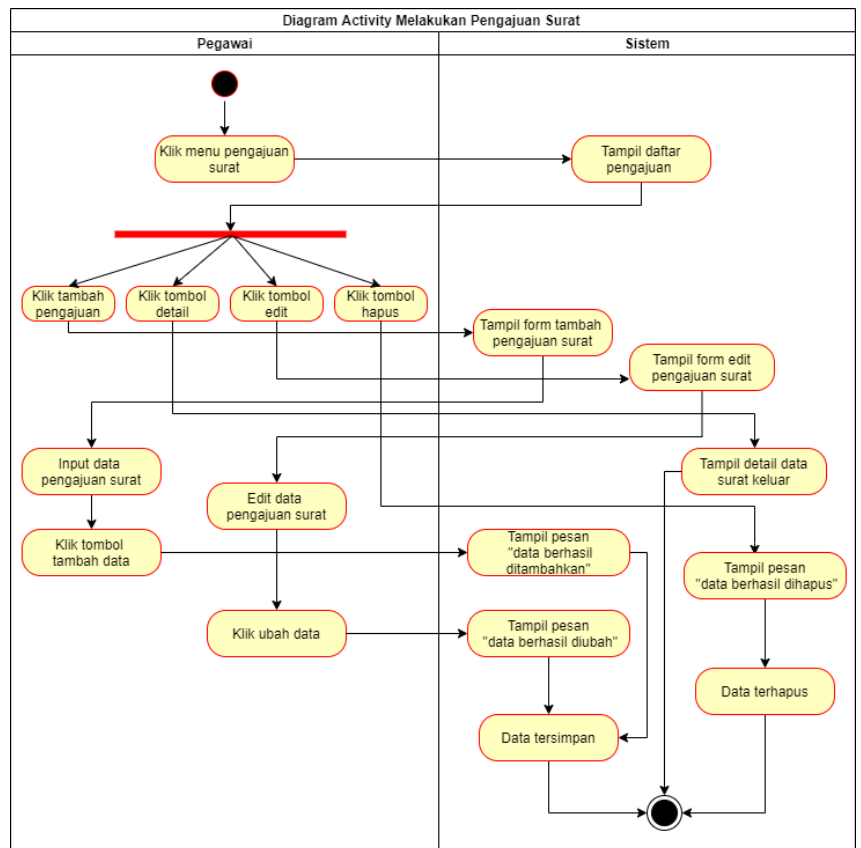 Diagram Activity Melakukan Pengajuan Surat
Pegawai
Sistem
Klik menu pengajuan
surat
Tampil daftar
pengajuan
Klik tambah
pengajuan
Klik tombol
detail
Klik tombol
edit
Klik tombol
hapus
Tampil form tambah
pengajuan surat
Tampil form edit
pengajuan surat
Input data
pengajuan surat
Tampil detail data
surat keluar
Edit data
pengajuan surat
Klik tombol
tambah data
Tampil pesan
"data berhasil
ditambahkan"
Tampil pesan
"data berhasil dihapus"
Klik ubah data
Tampil pesan
"data berhasil diubah"
Data terhapus
Data tersimpan